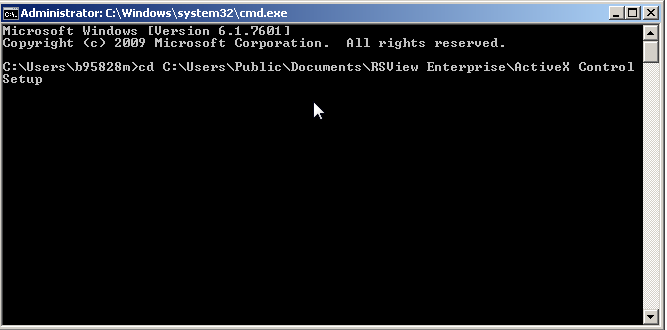 Administrator: C:\Windows\system32\cmd.exe
Microsoft Windows [Version 6.1.7601]
Copyright (c) 2009 Microsoft Corporation.  All rights reserved.
C:\Users\b95828m>cd C:\Users\Public\Documents\RSView Enterprise\ActiveX Control
Setup